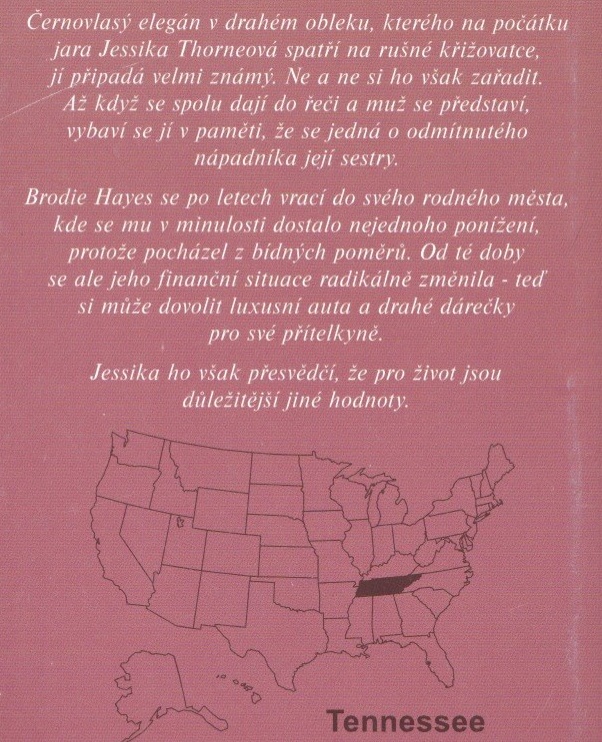 Černovlasý elegán v drahém obleku, kterého na počátku
jara Jessika Thorneová spatří na rušné křižovatce,
jí připadá velmi známý. Ne a ne si ho však zařadit.
Až když se spolu dají do řeči a muž se představí,
vybaví se jí v paměti, že se jedná o odmítnutého
nápadníka její sestry.
Brodie Hayes se po letech vrací do svého rodného města,
kde se mu v minulosti dostalo nejednoho ponížení,
protože pocházel z bídných poměrů. Od té doby
se ale jeho finanční situace radikálně změnila - teď
si může dovolit luxusní auta a drahé dárečky
pro své přítelkyně.
Jessika ho však přesvědčí, že pro život jsou
důležitější jiné hodnoty.
Tennessee